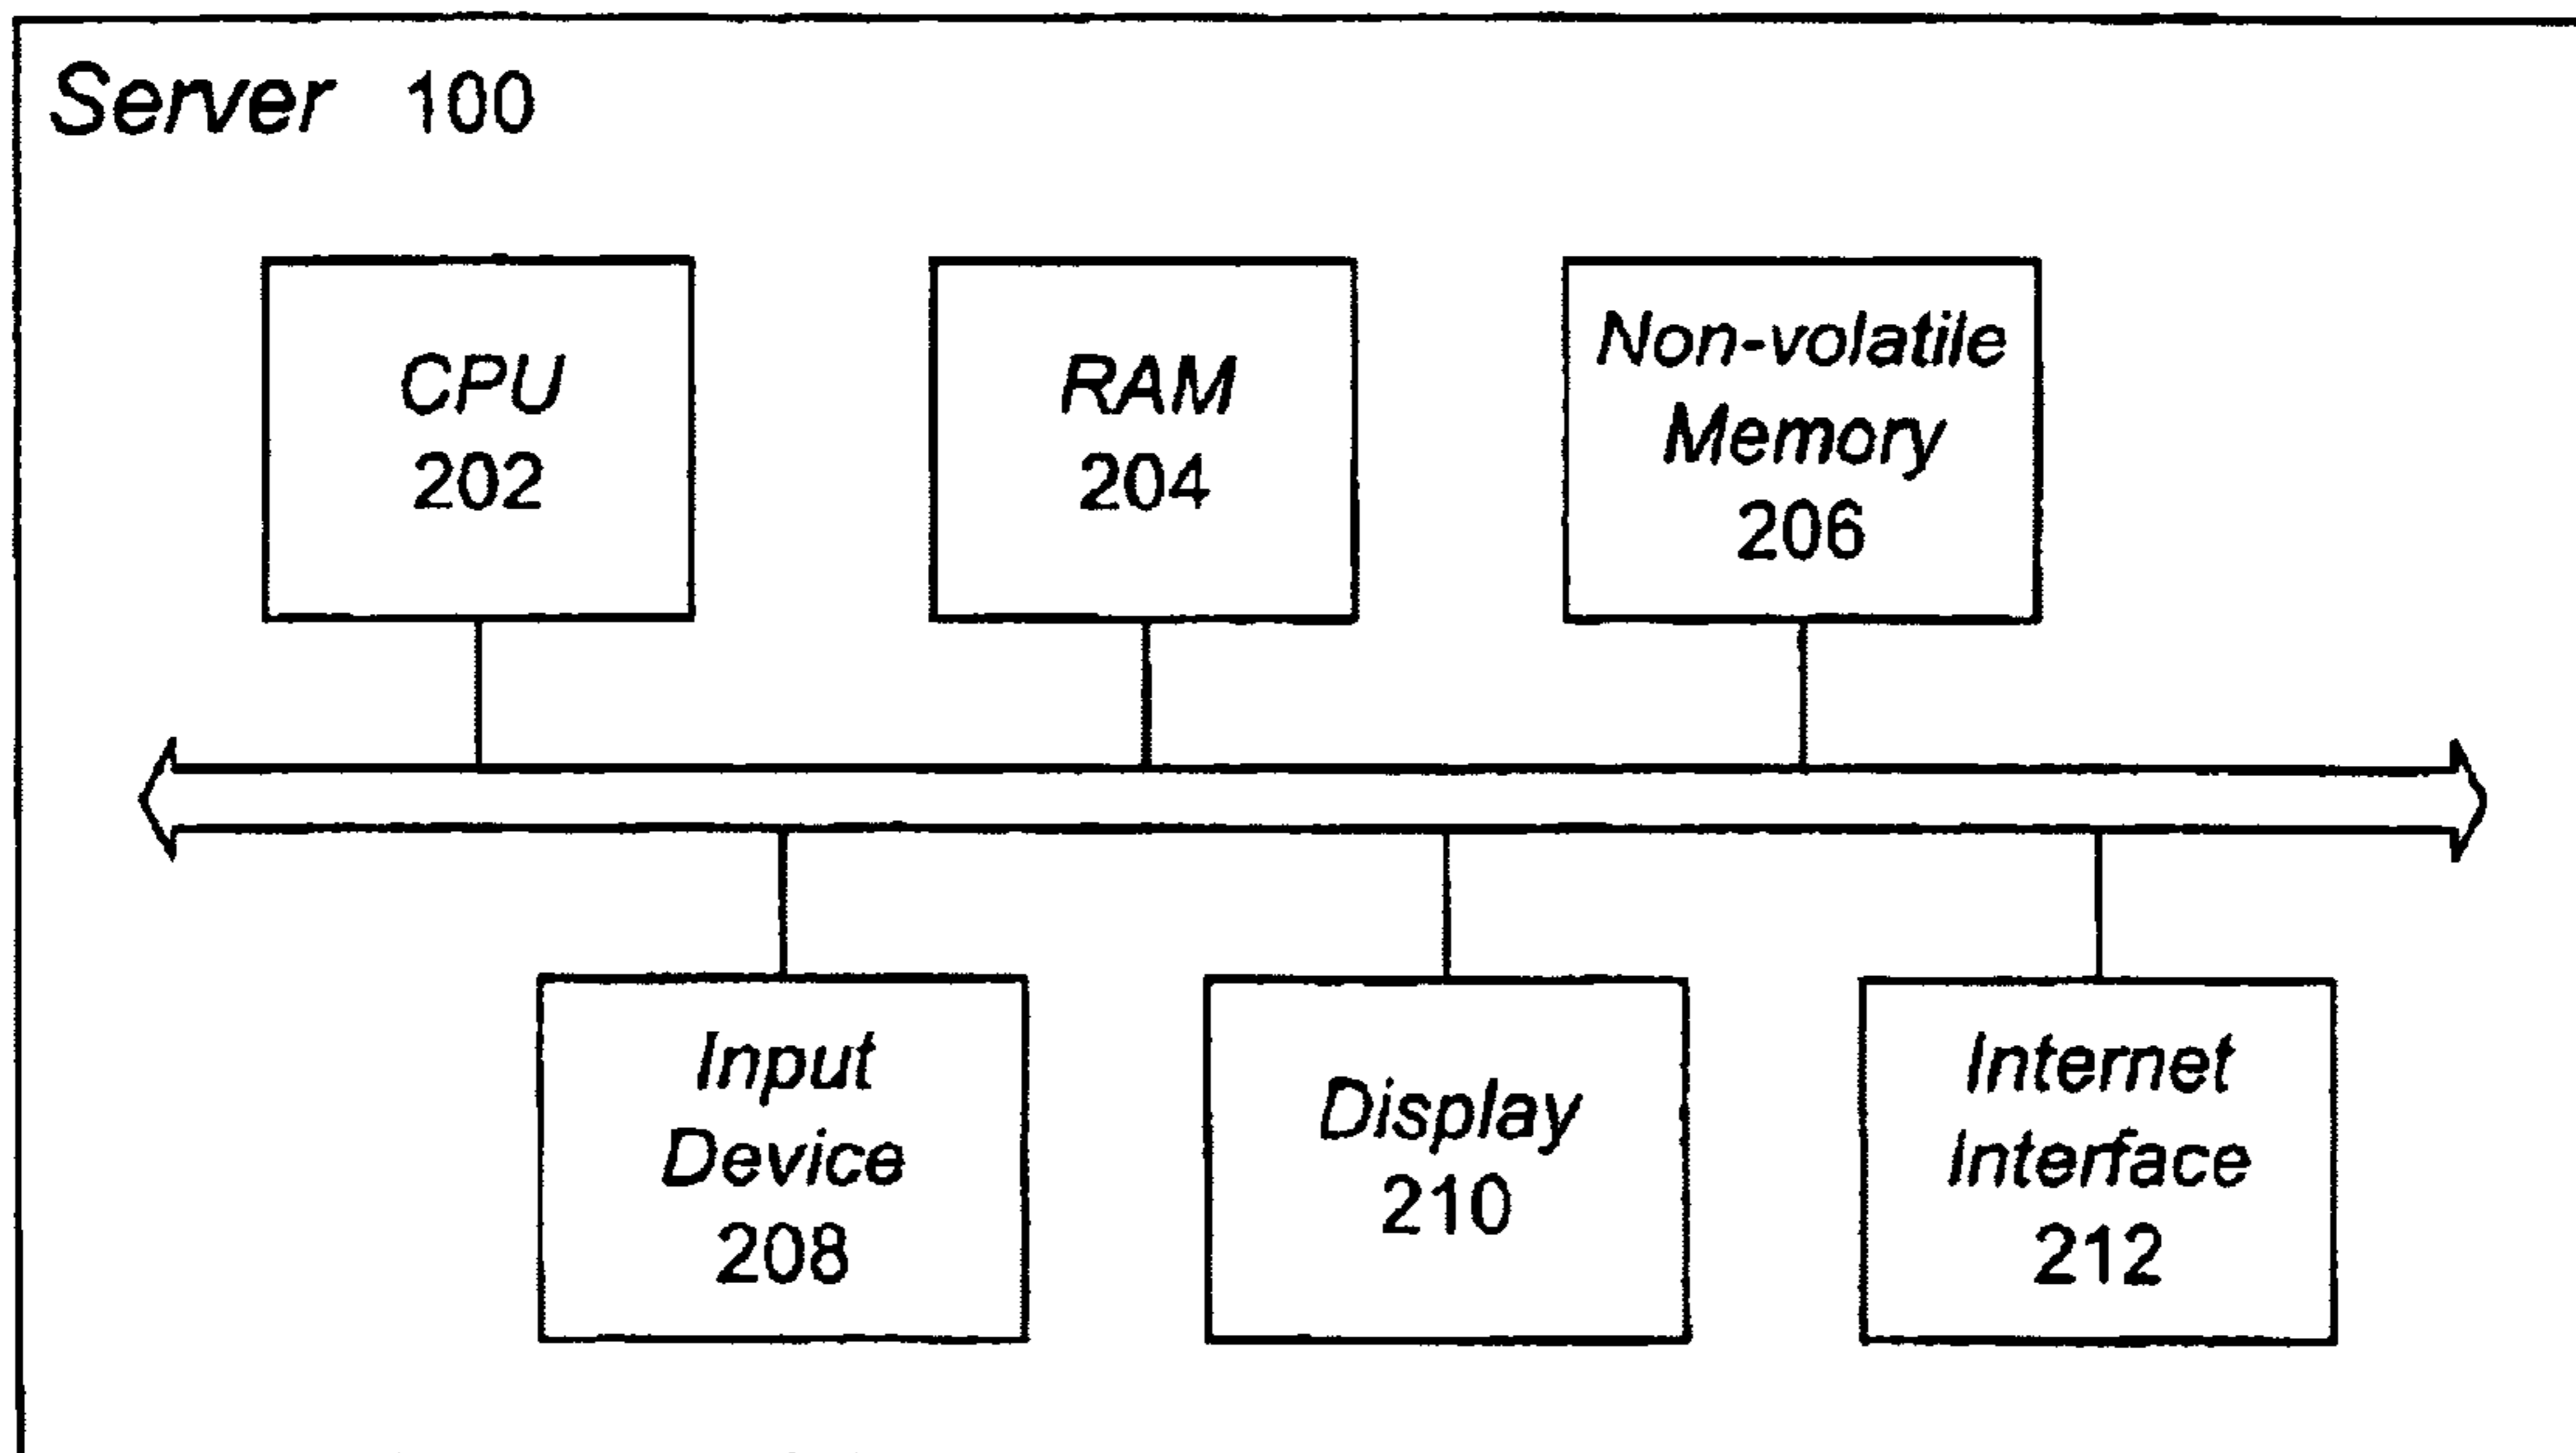 Server 100
CPU
202
RAM
204
Non-volatile
Memory
206
Input
Device
208
Display
210
Internet
Interface
212